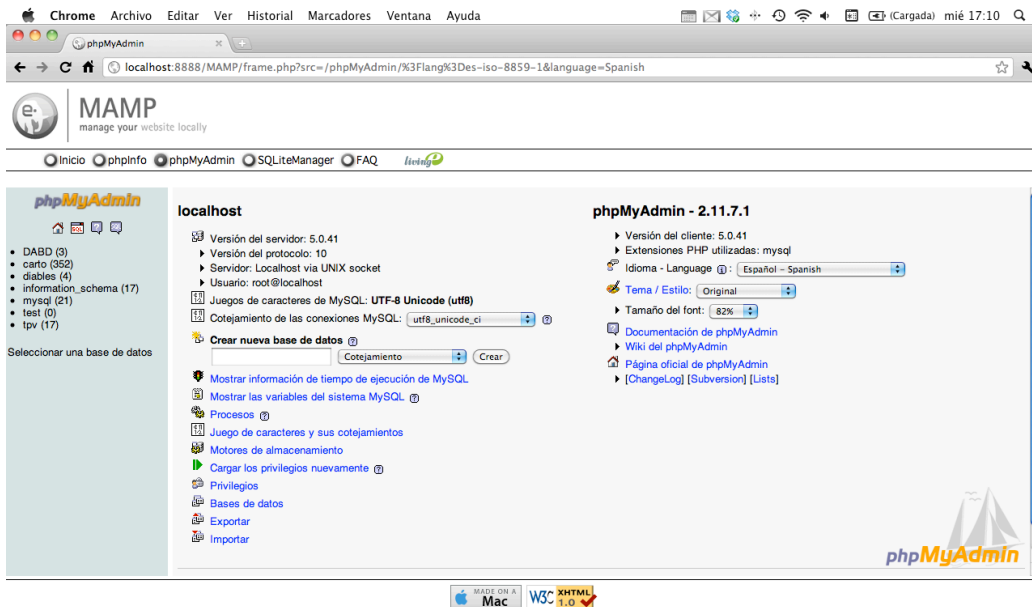 Chrome Archivo Editar Ver Historial Marcadores Ventana Ayuda (Cargada) mié 17:10
phpMyAdmin
localhost:8888/MAMP/frame.php?src=/phpMyAdmin/%3Flang%3Des-iso-8859-1&language=Spanish
e·
MAMP
manage your website locally
Inicio phpInfo phpMyAdmin SQLiteManager FAQ living e
phpMyAdmin
SQL
DABD (3)
carto (352)
diables (4)
information_schema (17)
mysql (21)
test (0)
tpv (17)
Seleccionar una base de datos
localhost
Versión del servidor: 5.0.41
Versión del protocolo: 10
Servidor: Localhost via UNIX socket
Usuario: root@localhost
Juegos de caracteres de MySQL: UTF-8 Unicode (utf8)
Cotejamiento de las conexiones MySQL: utf8_unicode_ci
Crear nueva base de datos
Cotejamiento Crear
Mostrar información de tiempo de ejecución de MySQL
Mostrar las variables del sistema MySQL
Procesos
Juego de caracteres y sus cotejamientos
Motores de almacenamiento
Cargar los privilegios nuevamente
Privilegios
Bases de datos
Exportar
Importar
phpMyAdmin - 2.11.7.1
Versión del cliente: 5.0.41
Extensiones PHP utilizadas: mysql
Idioma - Language : Español - Spanish
Tema / Estilo: Original
Tamaño del font: 82%
Documentación de phpMyAdmin
Wiki del phpMyAdmin
Página oficial de phpMyAdmin
[ChangeLog] [Subversion] [Lists]
phpMyAdmin
MADE ON A
Mac
W3C XHTML
1.0